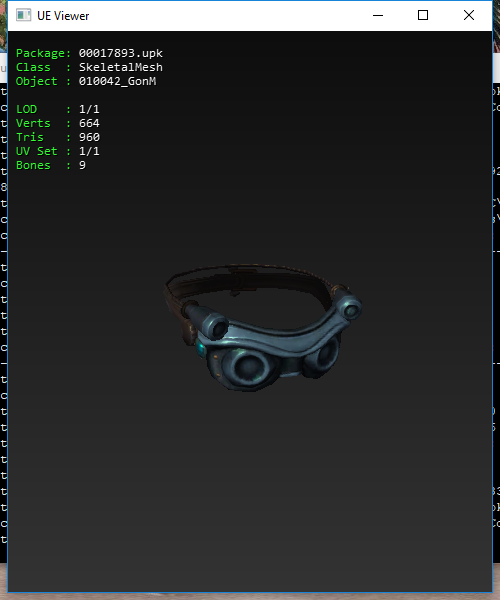 UE Viewer
Package: 00017893.upk
Class : SkeletalMesh
Object : 010042_GonM
LOD : 1/1
Verts : 664
Tris : 960
UV Set : 1/1
Bones : 9